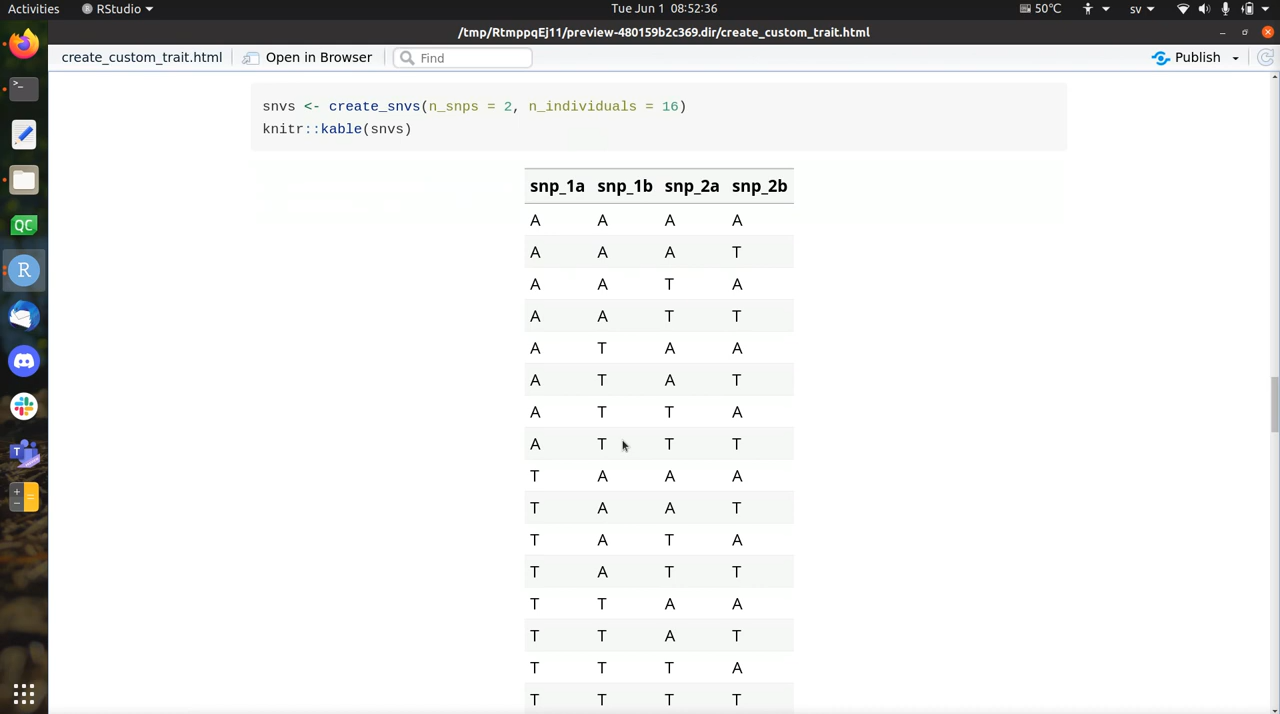 Activities RStudio Tue Jun 1 08:52:36 50°C sv
/tmp/RtmppqEj11/preview-480159b2c369.dir/create_custom_trait.html
create_custom_trait.html Open in Browser Find Publish
snvs <- create_snvs(n_snps = 2, n_individuals = 16)
knitr::kable(snvs)
snp_1a snp_1b snp_2a snp_2b
A A A A
A A A T
A A T A
A A T T
A T A A
A T A T
A T T A
A T T T
T A A A
T A A T
T A T A
T A T T
T T A A
T T A T
T T T A
T T T T
QC
R
T